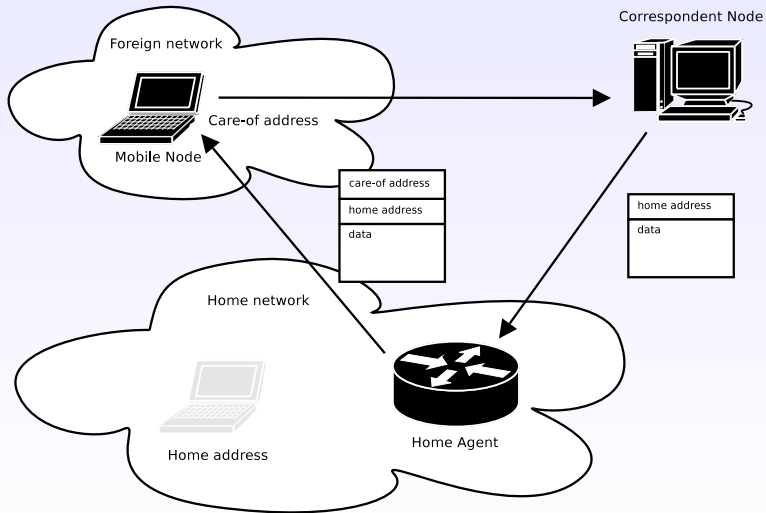 Correspondent Node
Foreign network
Care-of address
Mobile Node
care-of address
home address
data
home address
data
Home network
Home Agent
Home address